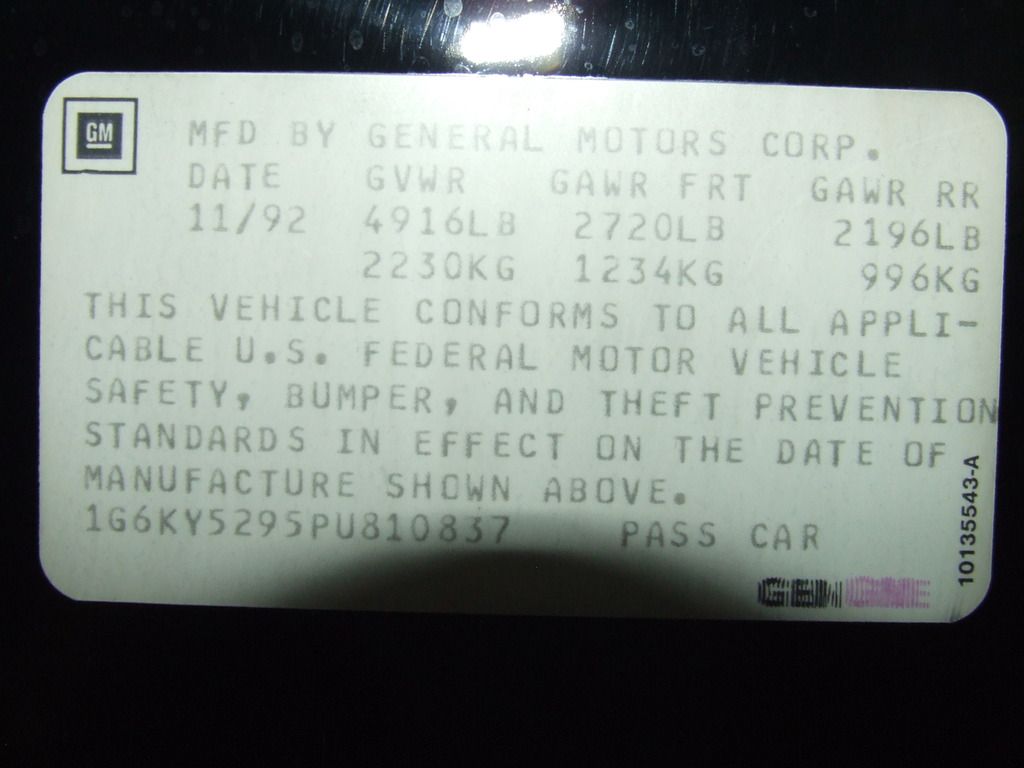 GM
MFD BY GENERAL MOTORS CORP.
DATE GVWR GAWR FRT GAWR RR
11/92 4916LB 2720LB 2196LB
2230KG 1234KG 996KG
THIS VEHICLE CONFORMS TO ALL APPLI-
CABLE U.S. FEDERAL MOTOR VEHICLE
SAFETY, BUMPER, AND THEFT PREVENTION
STANDARDS IN EFFECT ON THE DATE OF
MANUFACTURE SHOWN ABOVE.
1G6KY5295PU810837 PASS CAR
10135543-A